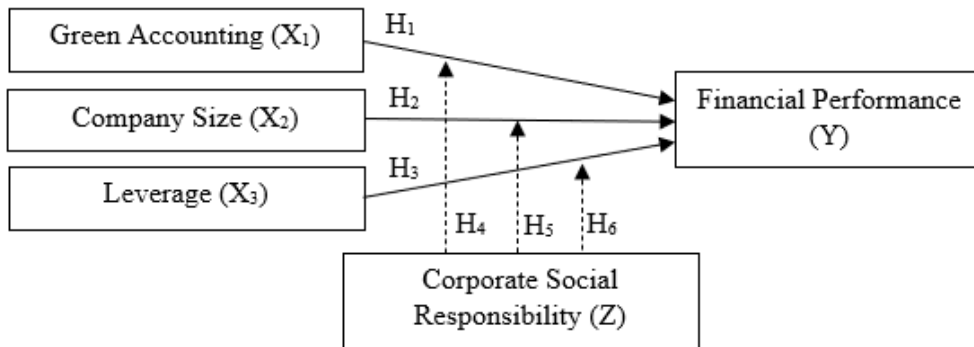 Green Accounting (X₁)
H₁
Company Size (X₂)
H₂
Leverage (X₃)
H₃
Financial Performance
(Y)
H₄
H₅
H₆
Corporate Social
Responsibility (Z)